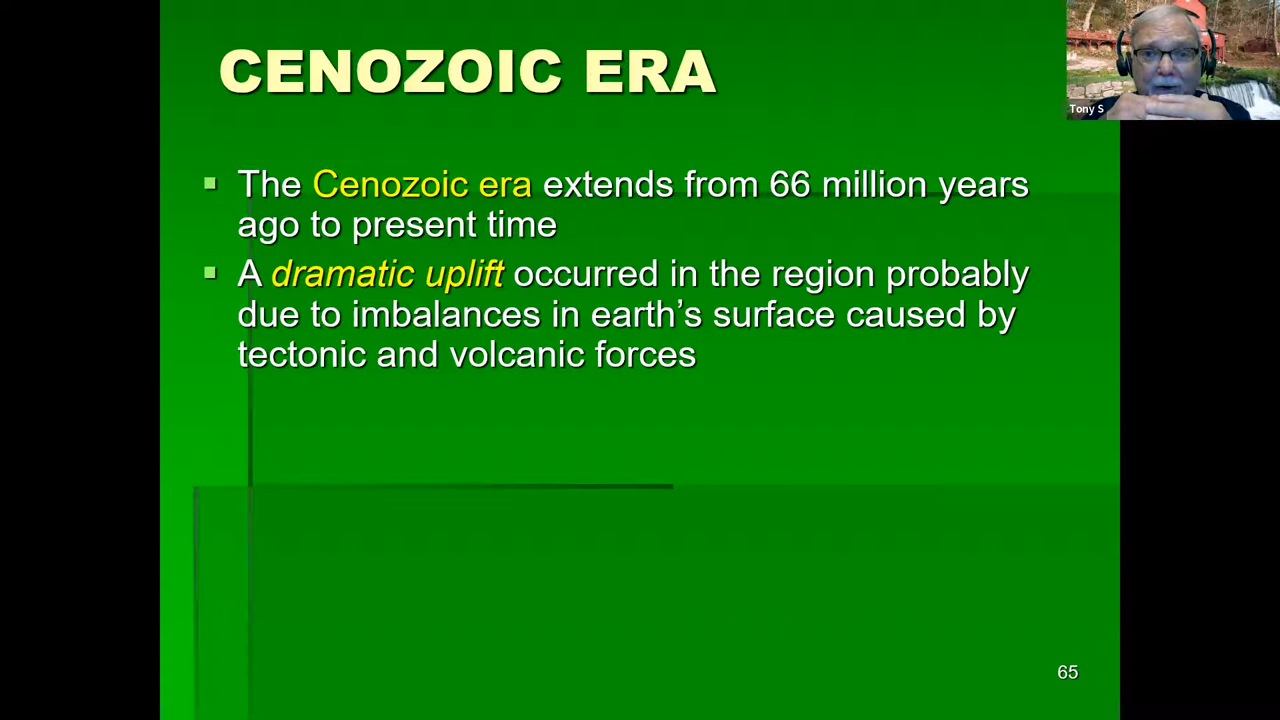 CENOZOIC ERA
Tony S
The Cenozoic era extends from 66 million years
ago to present time
A dramatic uplift occurred in the region probably
due to imbalances in earth’s surface caused by
tectonic and volcanic forces
65